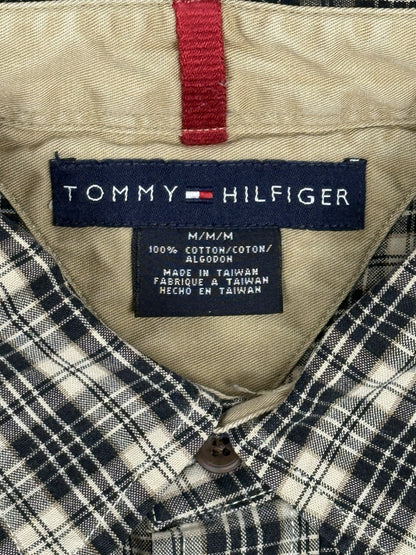 TOMMY HILFIGER
M/M/M
100% COTTON/COTON/
ALGODON
MADE IN TAIWAN
FABRIQUE A TAIWAN
HECHO EN TAIWAN